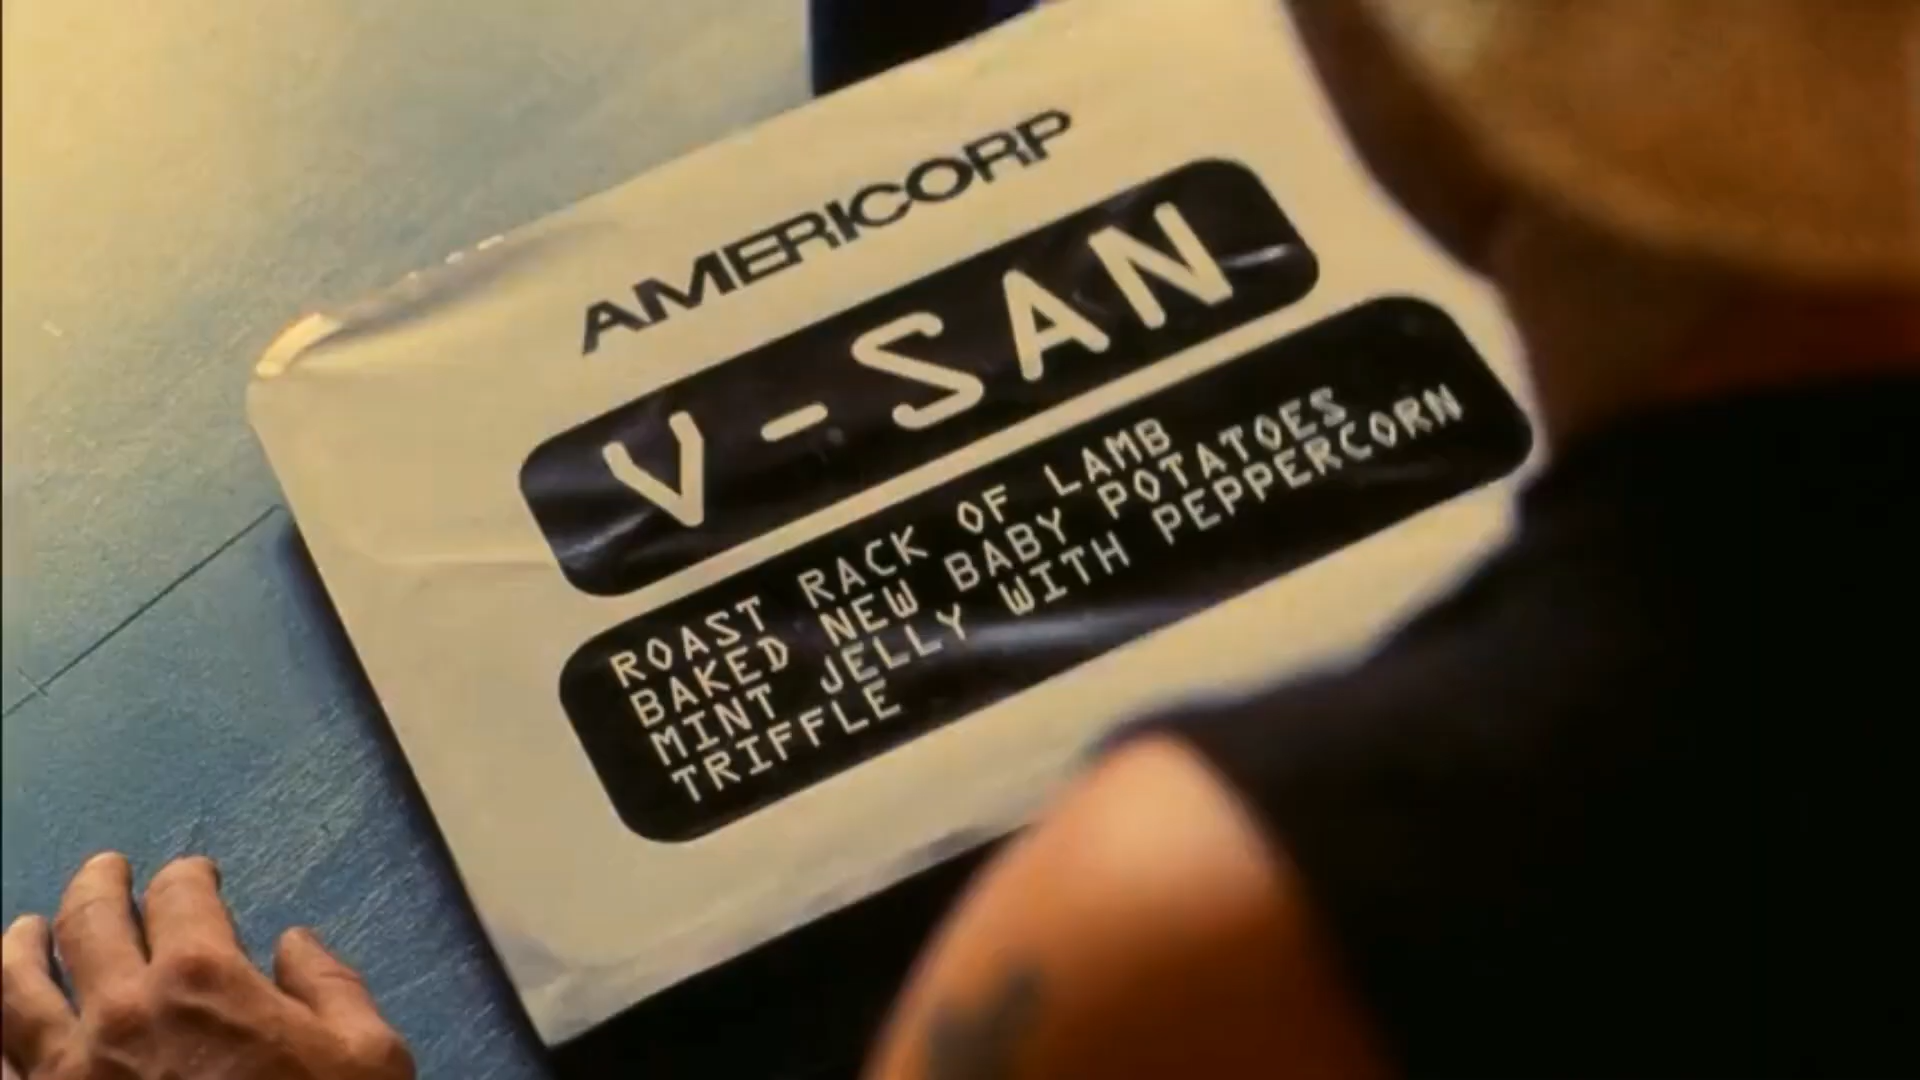 AMERICORP
V-SAN
ROAST RACK OF LAMB
BAKED NEW BABY POTATOES
MINT JELLY WITH PEPPERCORN
TRIFFLE